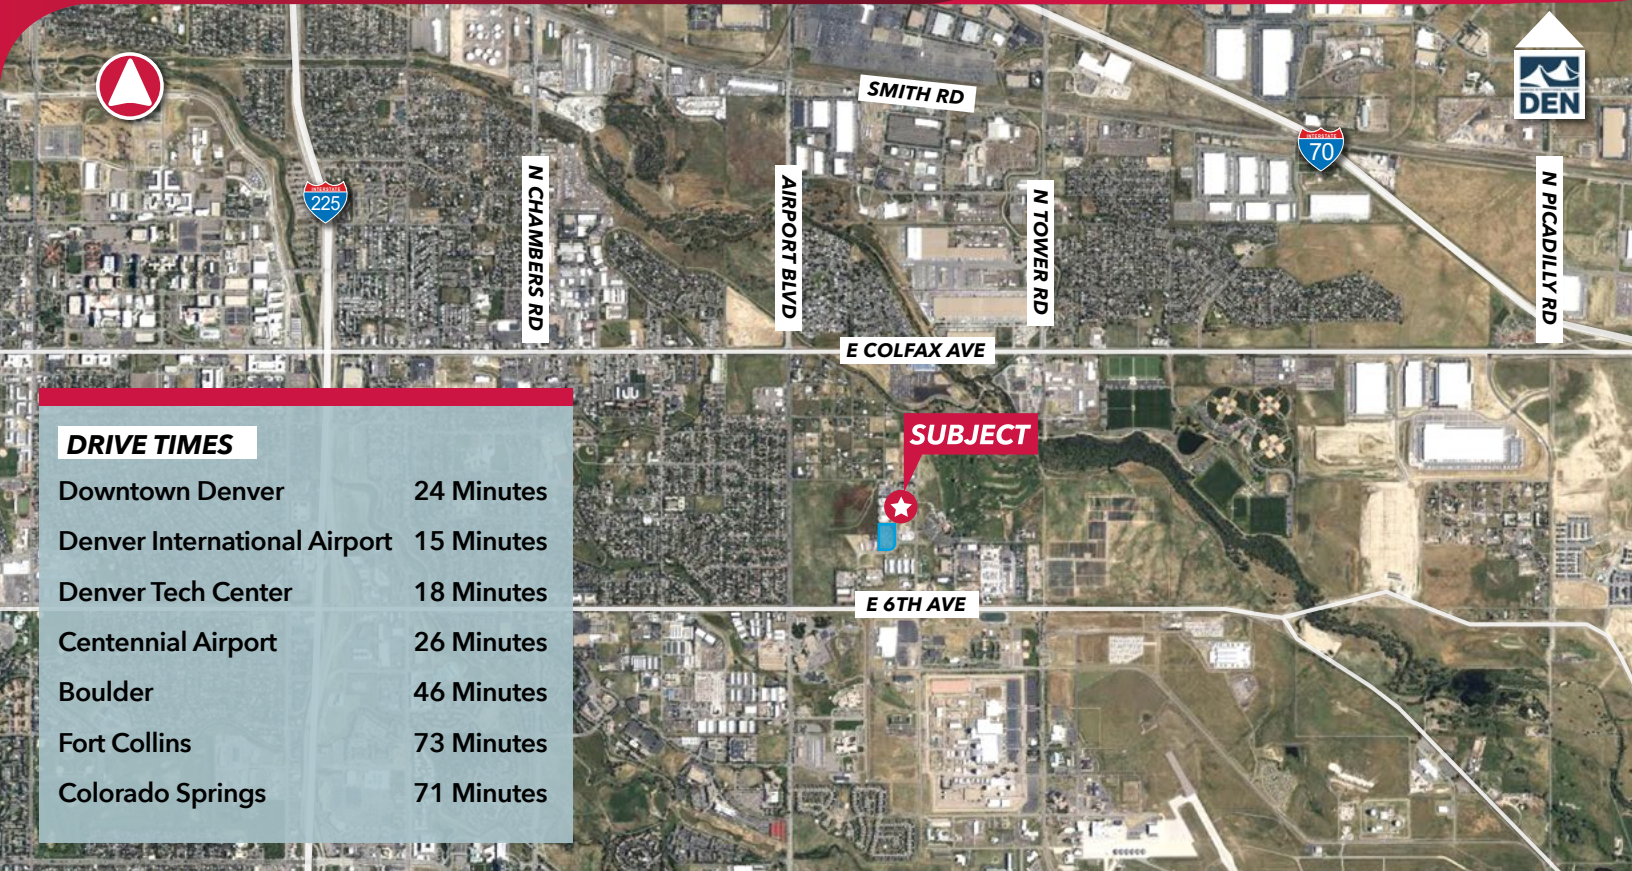 SMITH RD
DEN
INTERSTATE
70
INTERSTATE
225
N CHAMBERS RD
AIRPORT BLVD
N TOWER RD
N PICADILLY RD
E COLFAX AVE
SUBJECT
DRIVE TIMES
Downtown Denver 24 Minutes
Denver International Airport 15 Minutes
Denver Tech Center 18 Minutes
Centennial Airport 26 Minutes
Boulder 46 Minutes
Fort Collins 73 Minutes
Colorado Springs 71 Minutes
E 6TH AVE